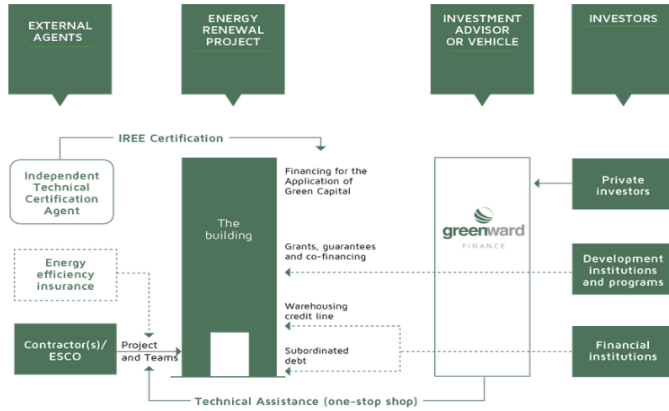 EXTERNAL
AGENTS
ENERGY
RENEWAL
PROJECT
INVESTMENT
ADVISOR
OR VEHICLE
INVESTORS
IREE Certification
Independent
Technical
Certification
Agent
Financing for the
Application of
Green Capital
Private
investors
The
building
greenward
FINANCE
Grants, guarantees
and co-financing
Development
institutions
and programs
Energy
efficiency
insurance
Warehousing
credit line
Contractor(s)/
ESCO
Project
and Teams
Subordinated
debt
Financial
institutions
Technical Assistance (one-stop shop)